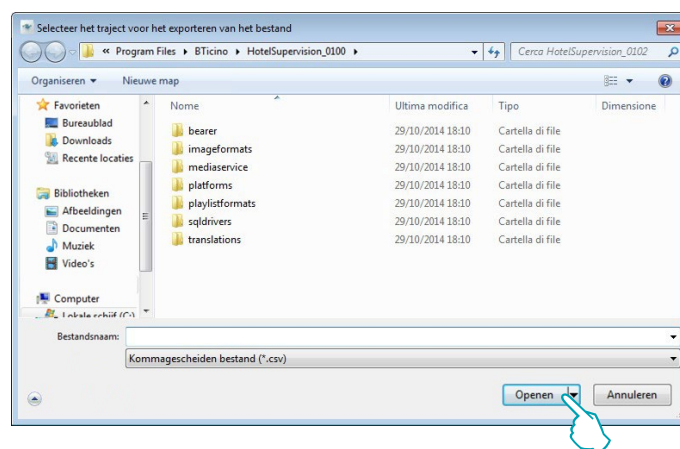 Selecteer het traject voor het exporteren van het bestand
« Program Files BTicino HotelSupervision_0100 Cerca HotelSupervision_0102
Organiseren Nieuwe map
Favorieten
Bureaublad
Downloads
Recente locaties
Bibliotheken
Afbeeldingen
Documenten
Muziek
Video's
Computer
Lokale schijf (C:)
Nome Ultima modifica Tipo Dimensione
bearer 29/10/2014 18:10 Cartella di file
imageformats 29/10/2014 18:10 Cartella di file
mediaservice 29/10/2014 18:10 Cartella di file
platforms 29/10/2014 18:10 Cartella di file
playlistformats 29/10/2014 18:10 Cartella di file
sqldrivers 29/10/2014 18:10 Cartella di file
translations 29/10/2014 18:10 Cartella di file
Bestandsnaam:
Kommagescheiden bestand (*.csv)
Openen Annuleren